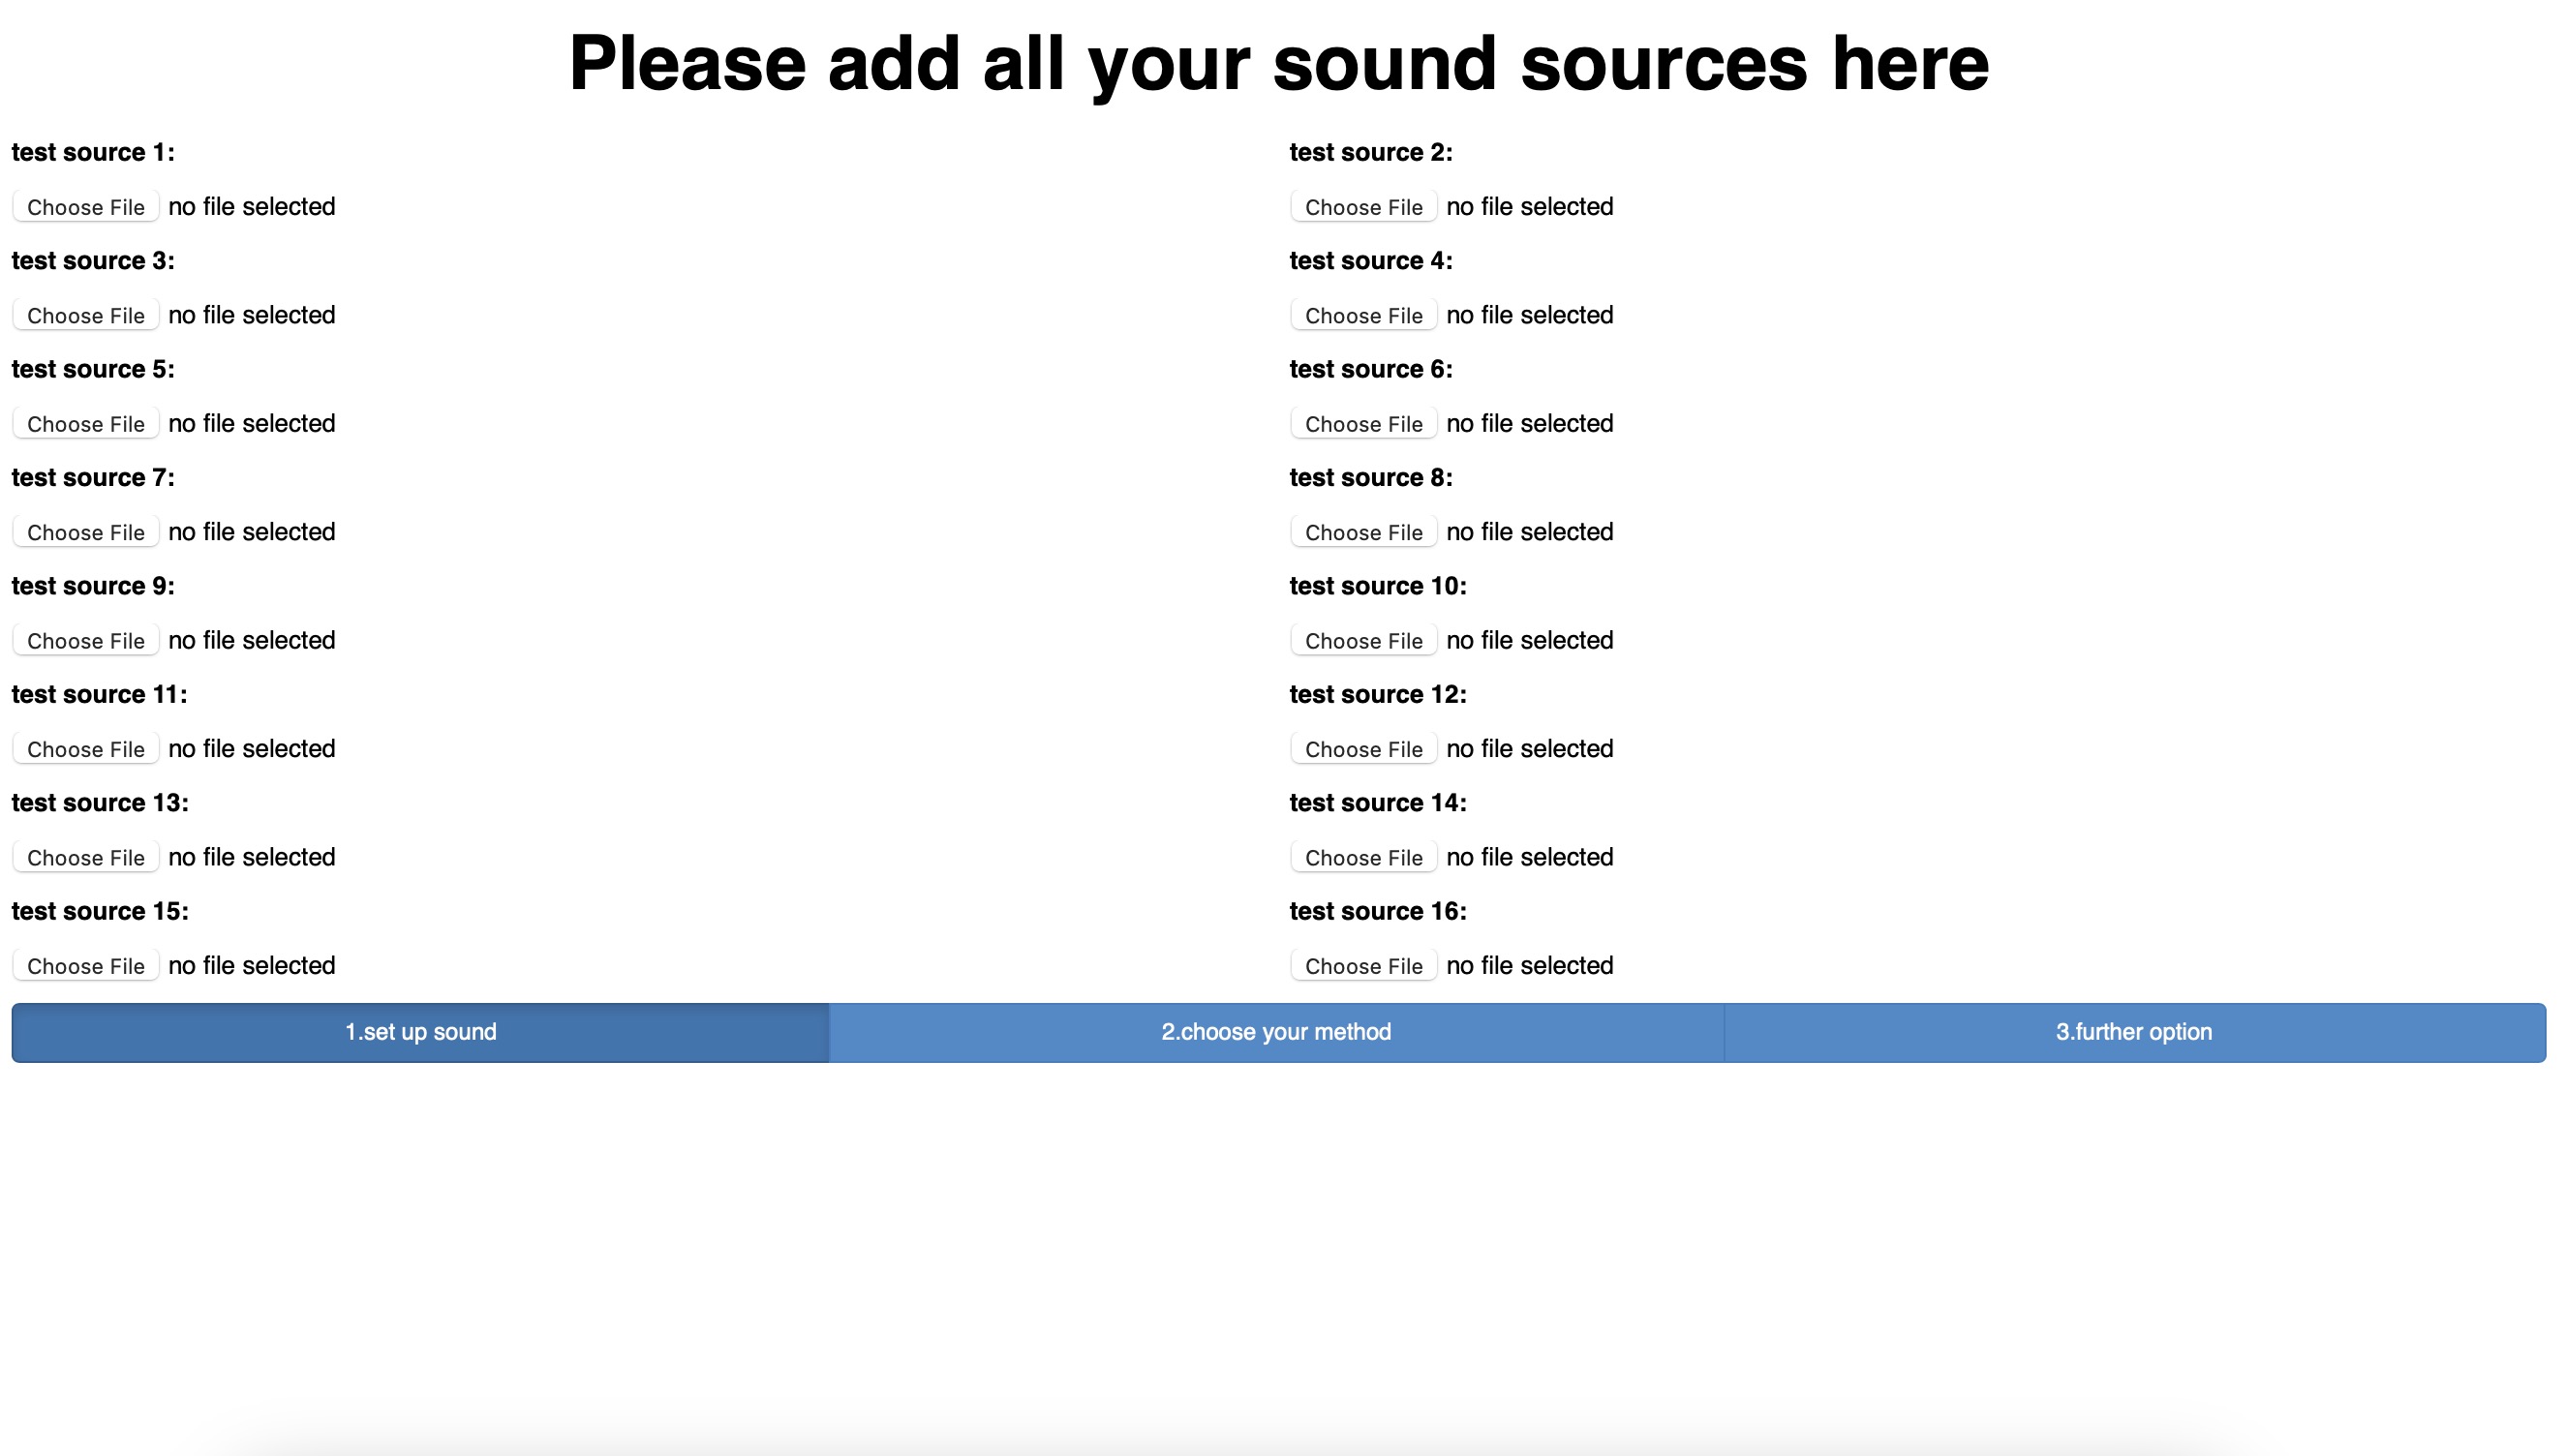 Please add all your sound sources here
test source 1: test source 2:
Choose File no file selected Choose File no file selected
test source 3: test source 4:
Choose File no file selected Choose File no file selected
test source 5: test source 6:
Choose File no file selected Choose File no file selected
test source 7: test source 8:
Choose File no file selected Choose File no file selected
test source 9: test source 10:
Choose File no file selected Choose File no file selected
test source 11: test source 12:
Choose File no file selected Choose File no file selected
test source 13: test source 14:
Choose File no file selected Choose File no file selected
test source 15: test source 16:
Choose File no file selected Choose File no file selected
1.set up sound 2.choose your method 3.further option